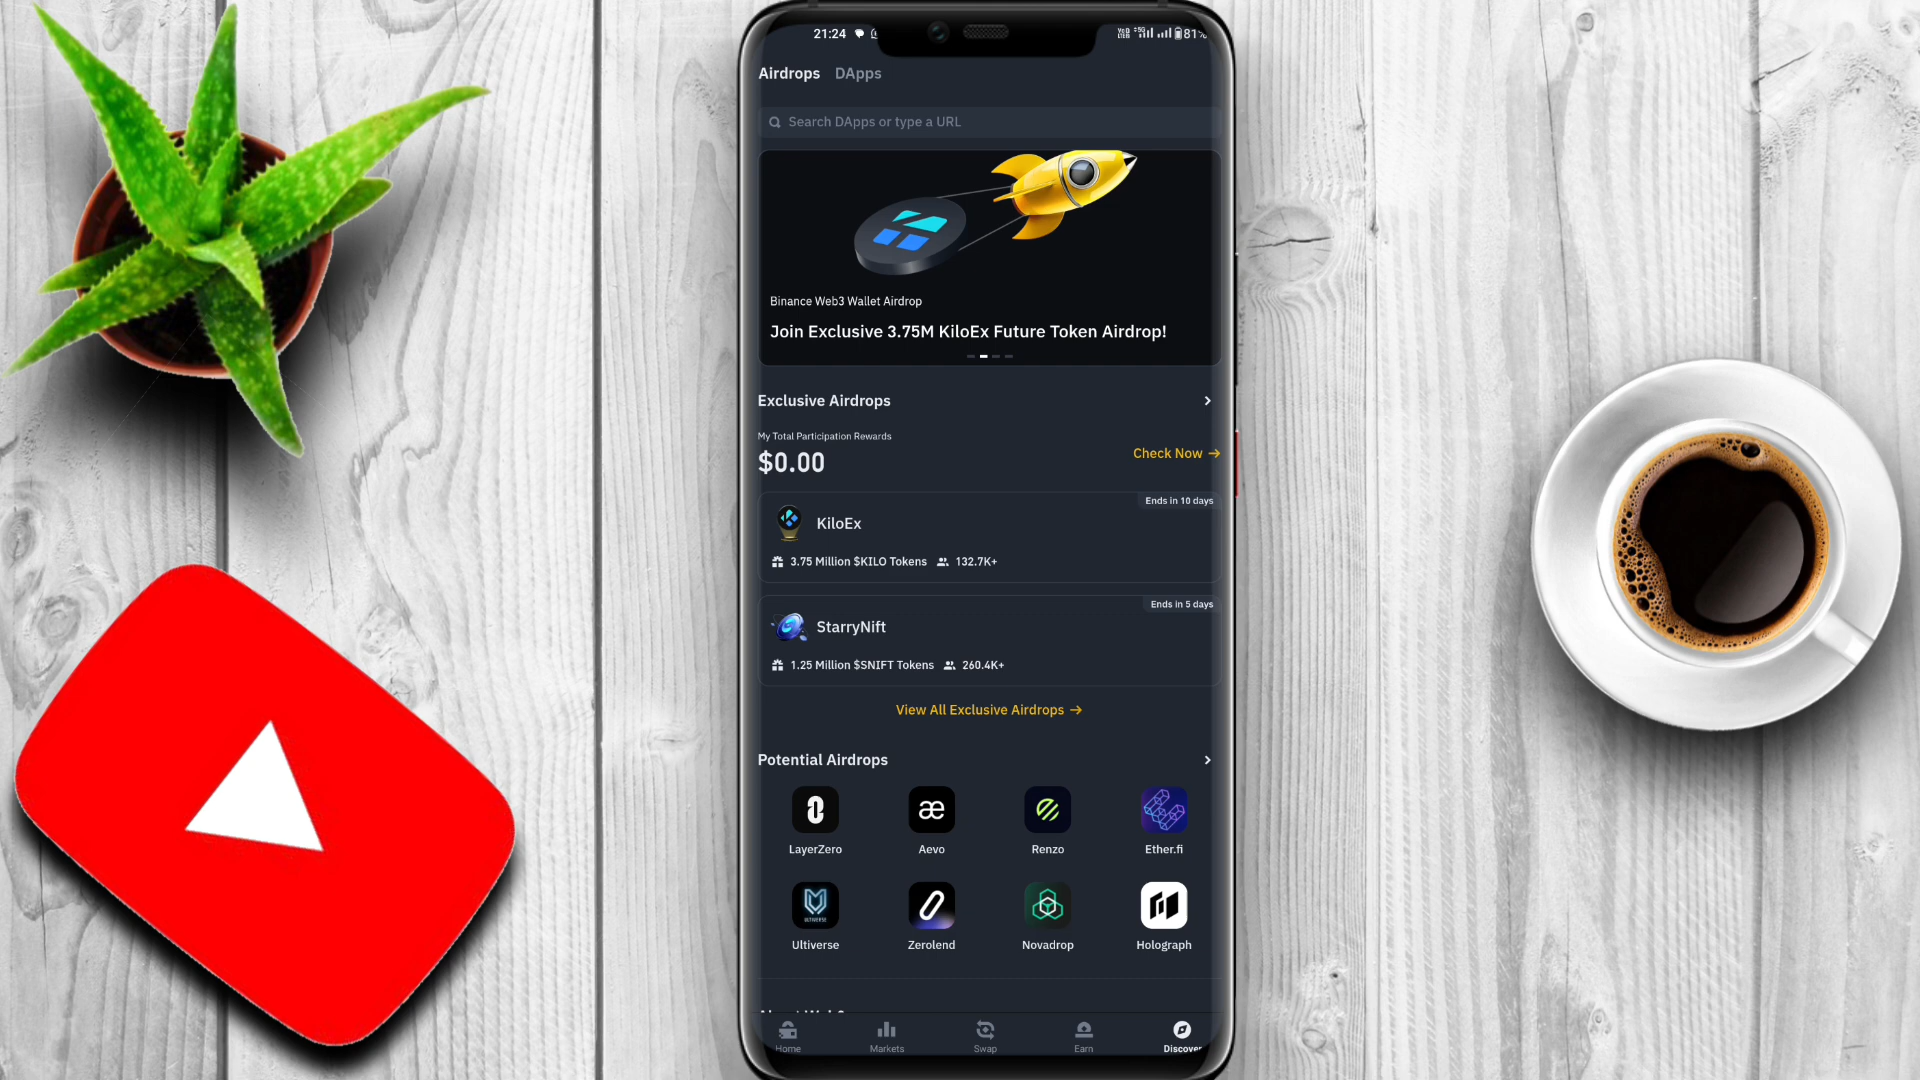 21:24
81%
Airdrops DApps
Search DApps or type a URL
Binance Web3 Wallet Airdrop
Join Exclusive 3.75M KiloEx Future Token Airdrop!
Exclusive Airdrops
My Total Participation Rewards
$0.00
Check Now
Ends in 10 days
KiloEx
3.75 Million $KILO Tokens 132.7K+
Ends in 5 days
StarryNift
1.25 Million $SNIFT Tokens 260.4K+
View All Exclusive Airdrops
Potential Airdrops
LayerZero Aevo Renzo Ether.fi
ULTIVERSE
Ultiverse Zerolend Novadrop Holograph
Home Markets Swap Earn Discover